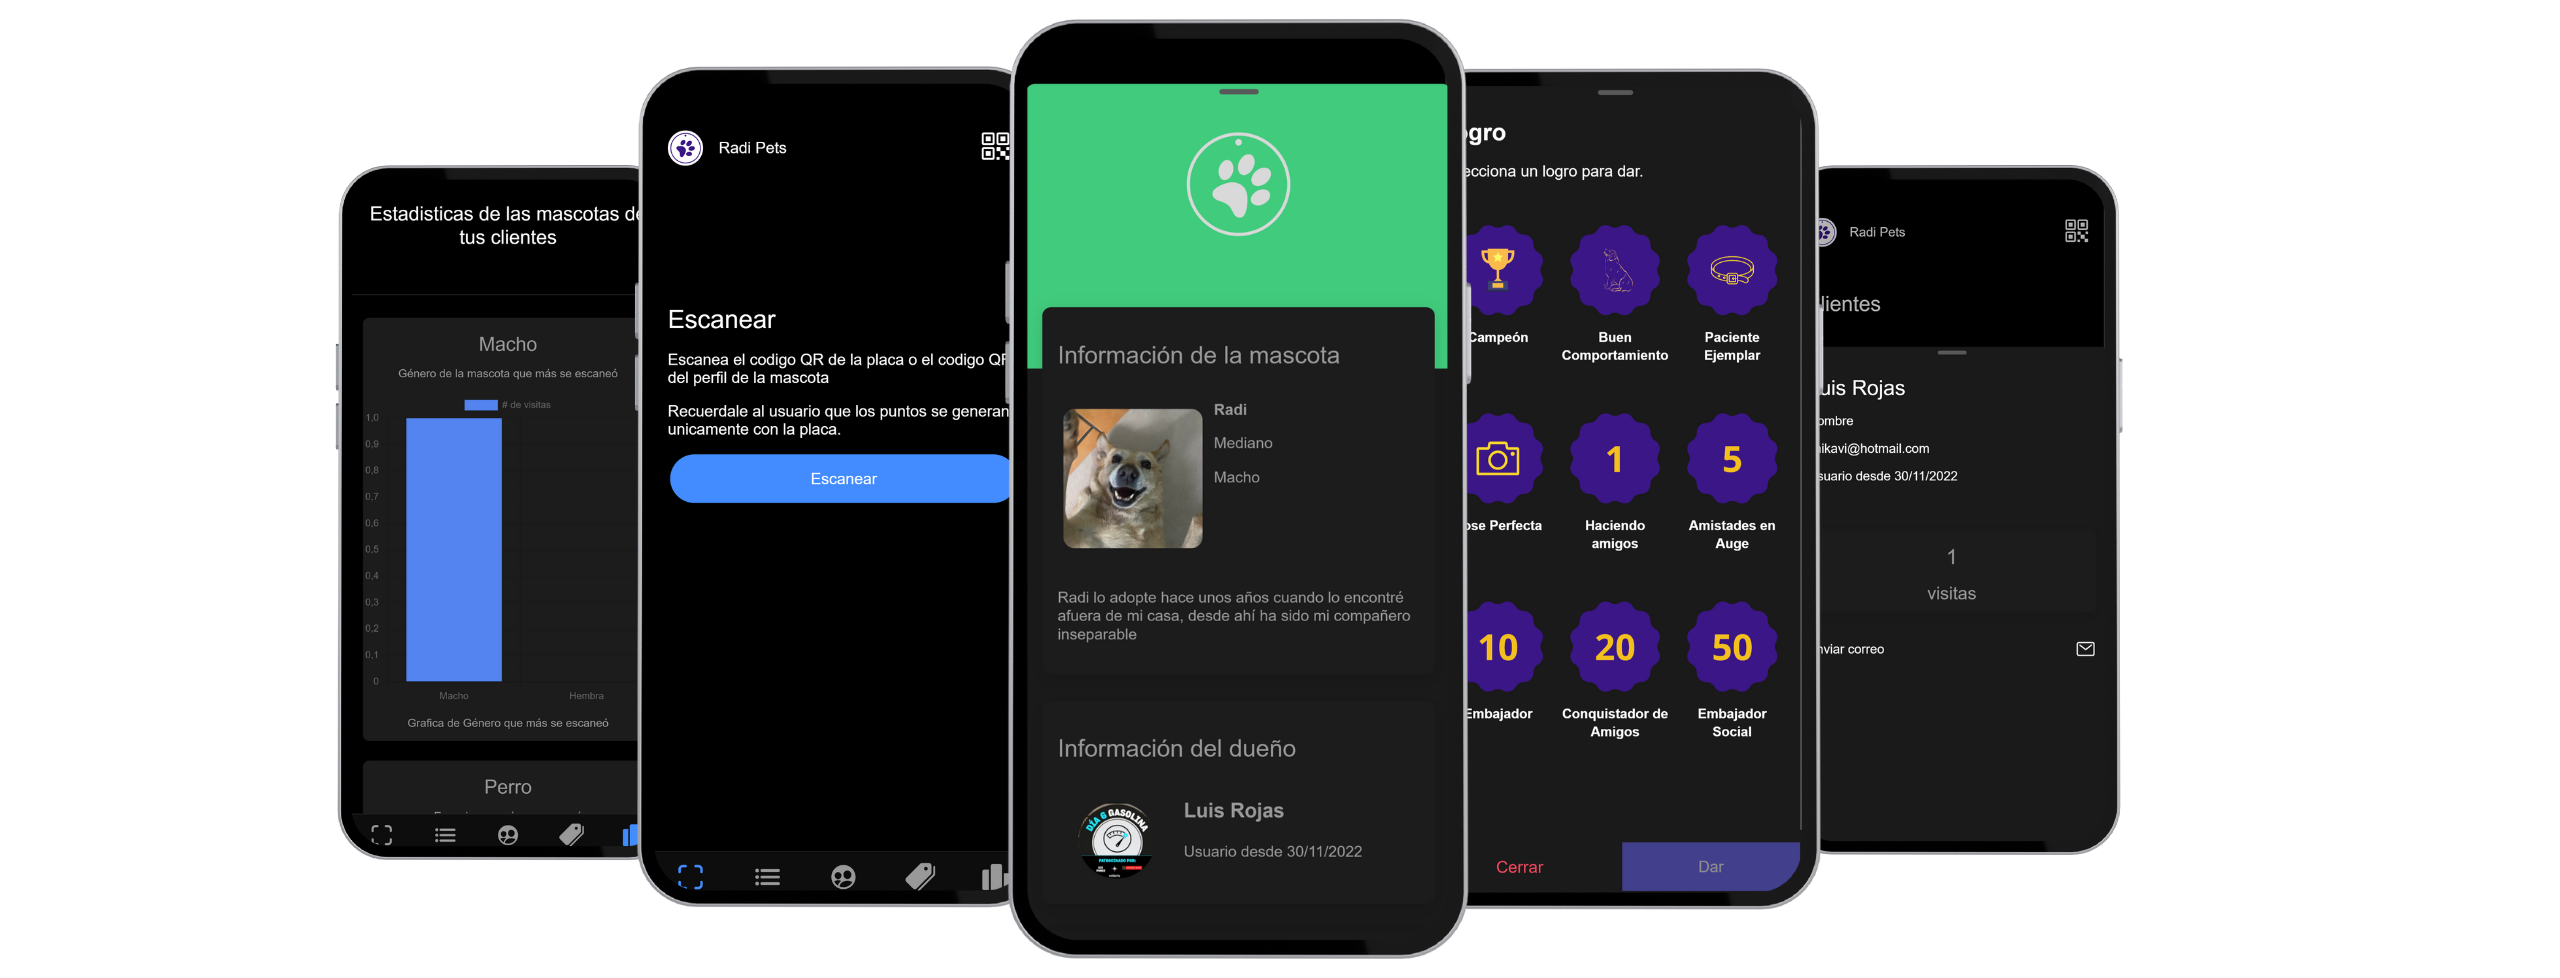 Estadisticas de las mascotas de
tus clientes
Macho
Género de la mascota que más se escaneó
# de visitas
1,0
0,9
0,8
0,7
0,6
0,5
0,4
0,3
0,2
0,1
0
Macho Hembra
Grafica de Género que más se escaneó
Perro
Radi Pets
Escanear
Escanea el codigo QR de la placa o el codigo QR
del perfil de la mascota
Recuerdale al usuario que los puntos se generan
unicamente con la placa.
Escanear
Información de la mascota
Radi
Mediano
Macho
Radi lo adopte hace unos años cuando lo encontré
afuera de mi casa, desde ahí ha sido mi compañero
inseparable
Información del dueño
DÍA G GASOLINA
PATROCINADO POR:
Luis Rojas
Usuario desde 30/11/2022
ogro
ecciona un logro para dar.
Campeón
Buen
Comportamiento
Paciente
Ejemplar
1
5
ose Perfecta
Haciendo
amigos
Amistades en
Auge
10
20
50
Embajador
Conquistador de
Amigos
Embajador
Social
Cerrar
Dar
Radi Pets
lientes
uis Rojas
ombre
ikavi@hotmail.com
suario desde 30/11/2022
1
visitas
nviar correo